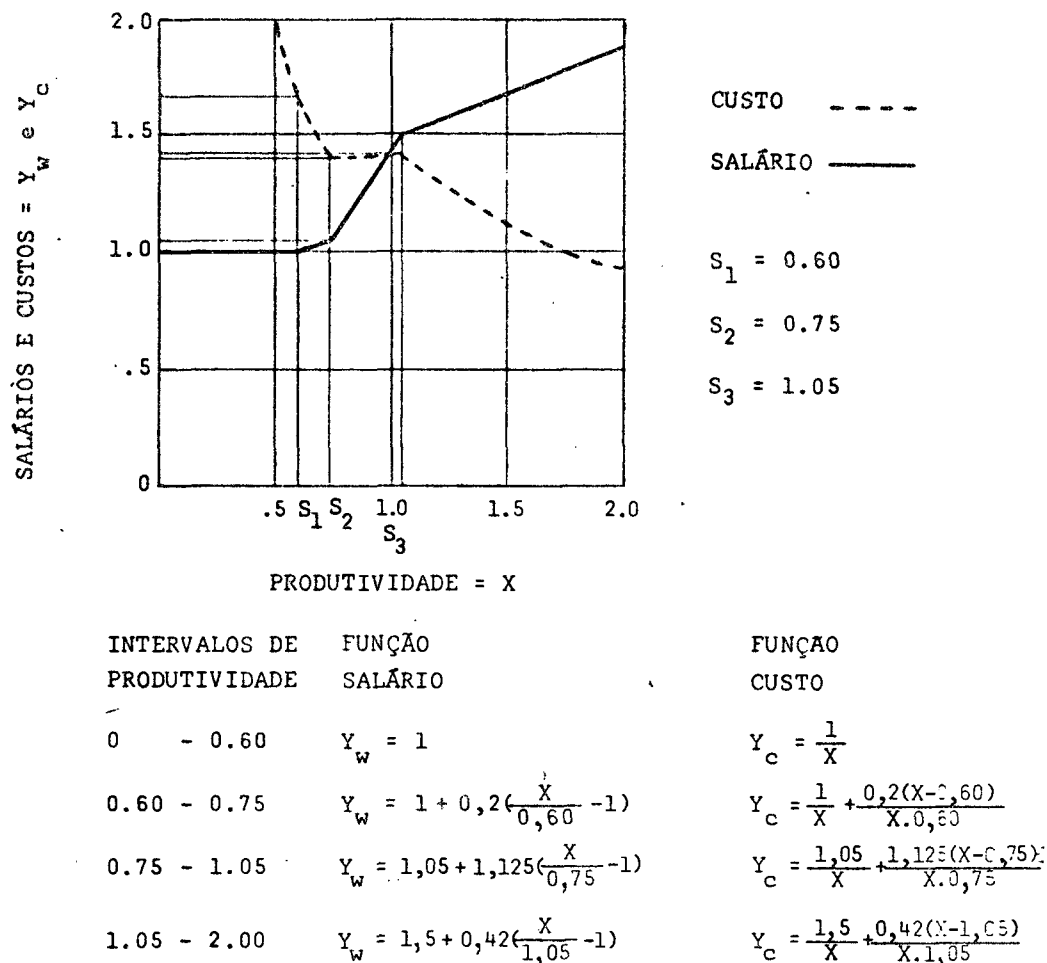 2.0
1.5
1.0
.5
0
SALÁRIOS E CUSTOS = Y_w e Y_c
.5 S_1 S_2 1.0 1.5 2.0
S_3
PRODUTIVIDADE = X
CUSTO - - - -
SALÁRIO ———
S_1 = 0.60
S_2 = 0.75
S_3 = 1.05
INTERVALOS DE FUNÇÃO FUNÇÃO
PRODUTIVIDADE SALÁRIO CUSTO
0 - 0.60 Y_w = 1 Y_c = 1/X
0.60 - 0.75 Y_w = 1 + 0,2(X/0,60 -1) Y_c = 1/X + 0,2(X-0,60)/X.0,60
0.75 - 1.05 Y_w = 1,05 + 1,125(X/0,75 -1) Y_c = 1,05/X + 1,125(X-0,75)/X.0,75
1.05 - 2.00 Y_w = 1,5 + 0,42(X/1,05 -1) Y_c = 1,5/X + 0,42(X-1,05)/X.1,05